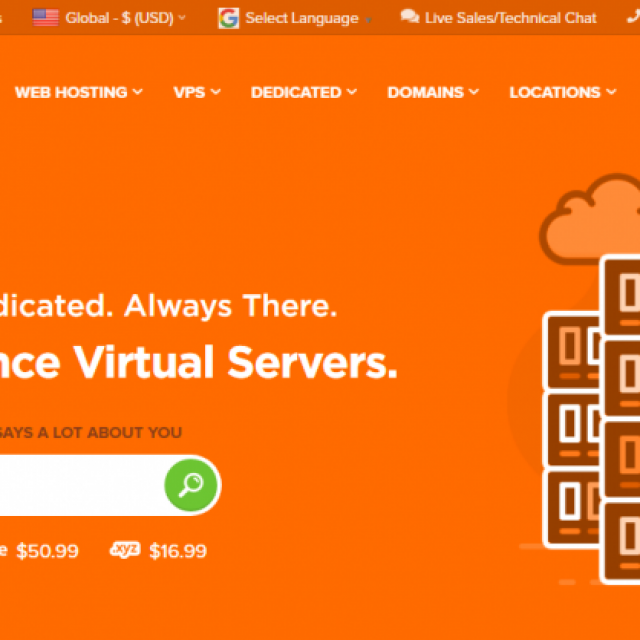 Global - $ (USD) Select Language Live Sales/Technical Chat
WEB HOSTING VPS DEDICATED DOMAINS LOCATIONS
dicated. Always There.
nce Virtual Servers.
SAYS A LOT ABOUT YOU
e $50.99 .xyz $16.99